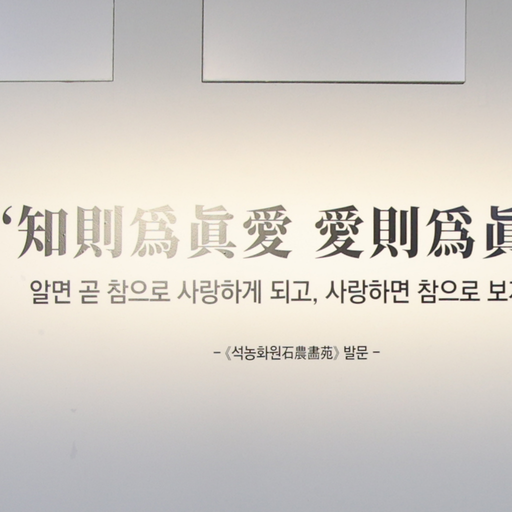 “知則爲眞愛 愛則爲眞
알면 곧 참으로 사랑하게 되고, 사랑하면 참으로 보
-《석농화원石農畵苑》 발문 -